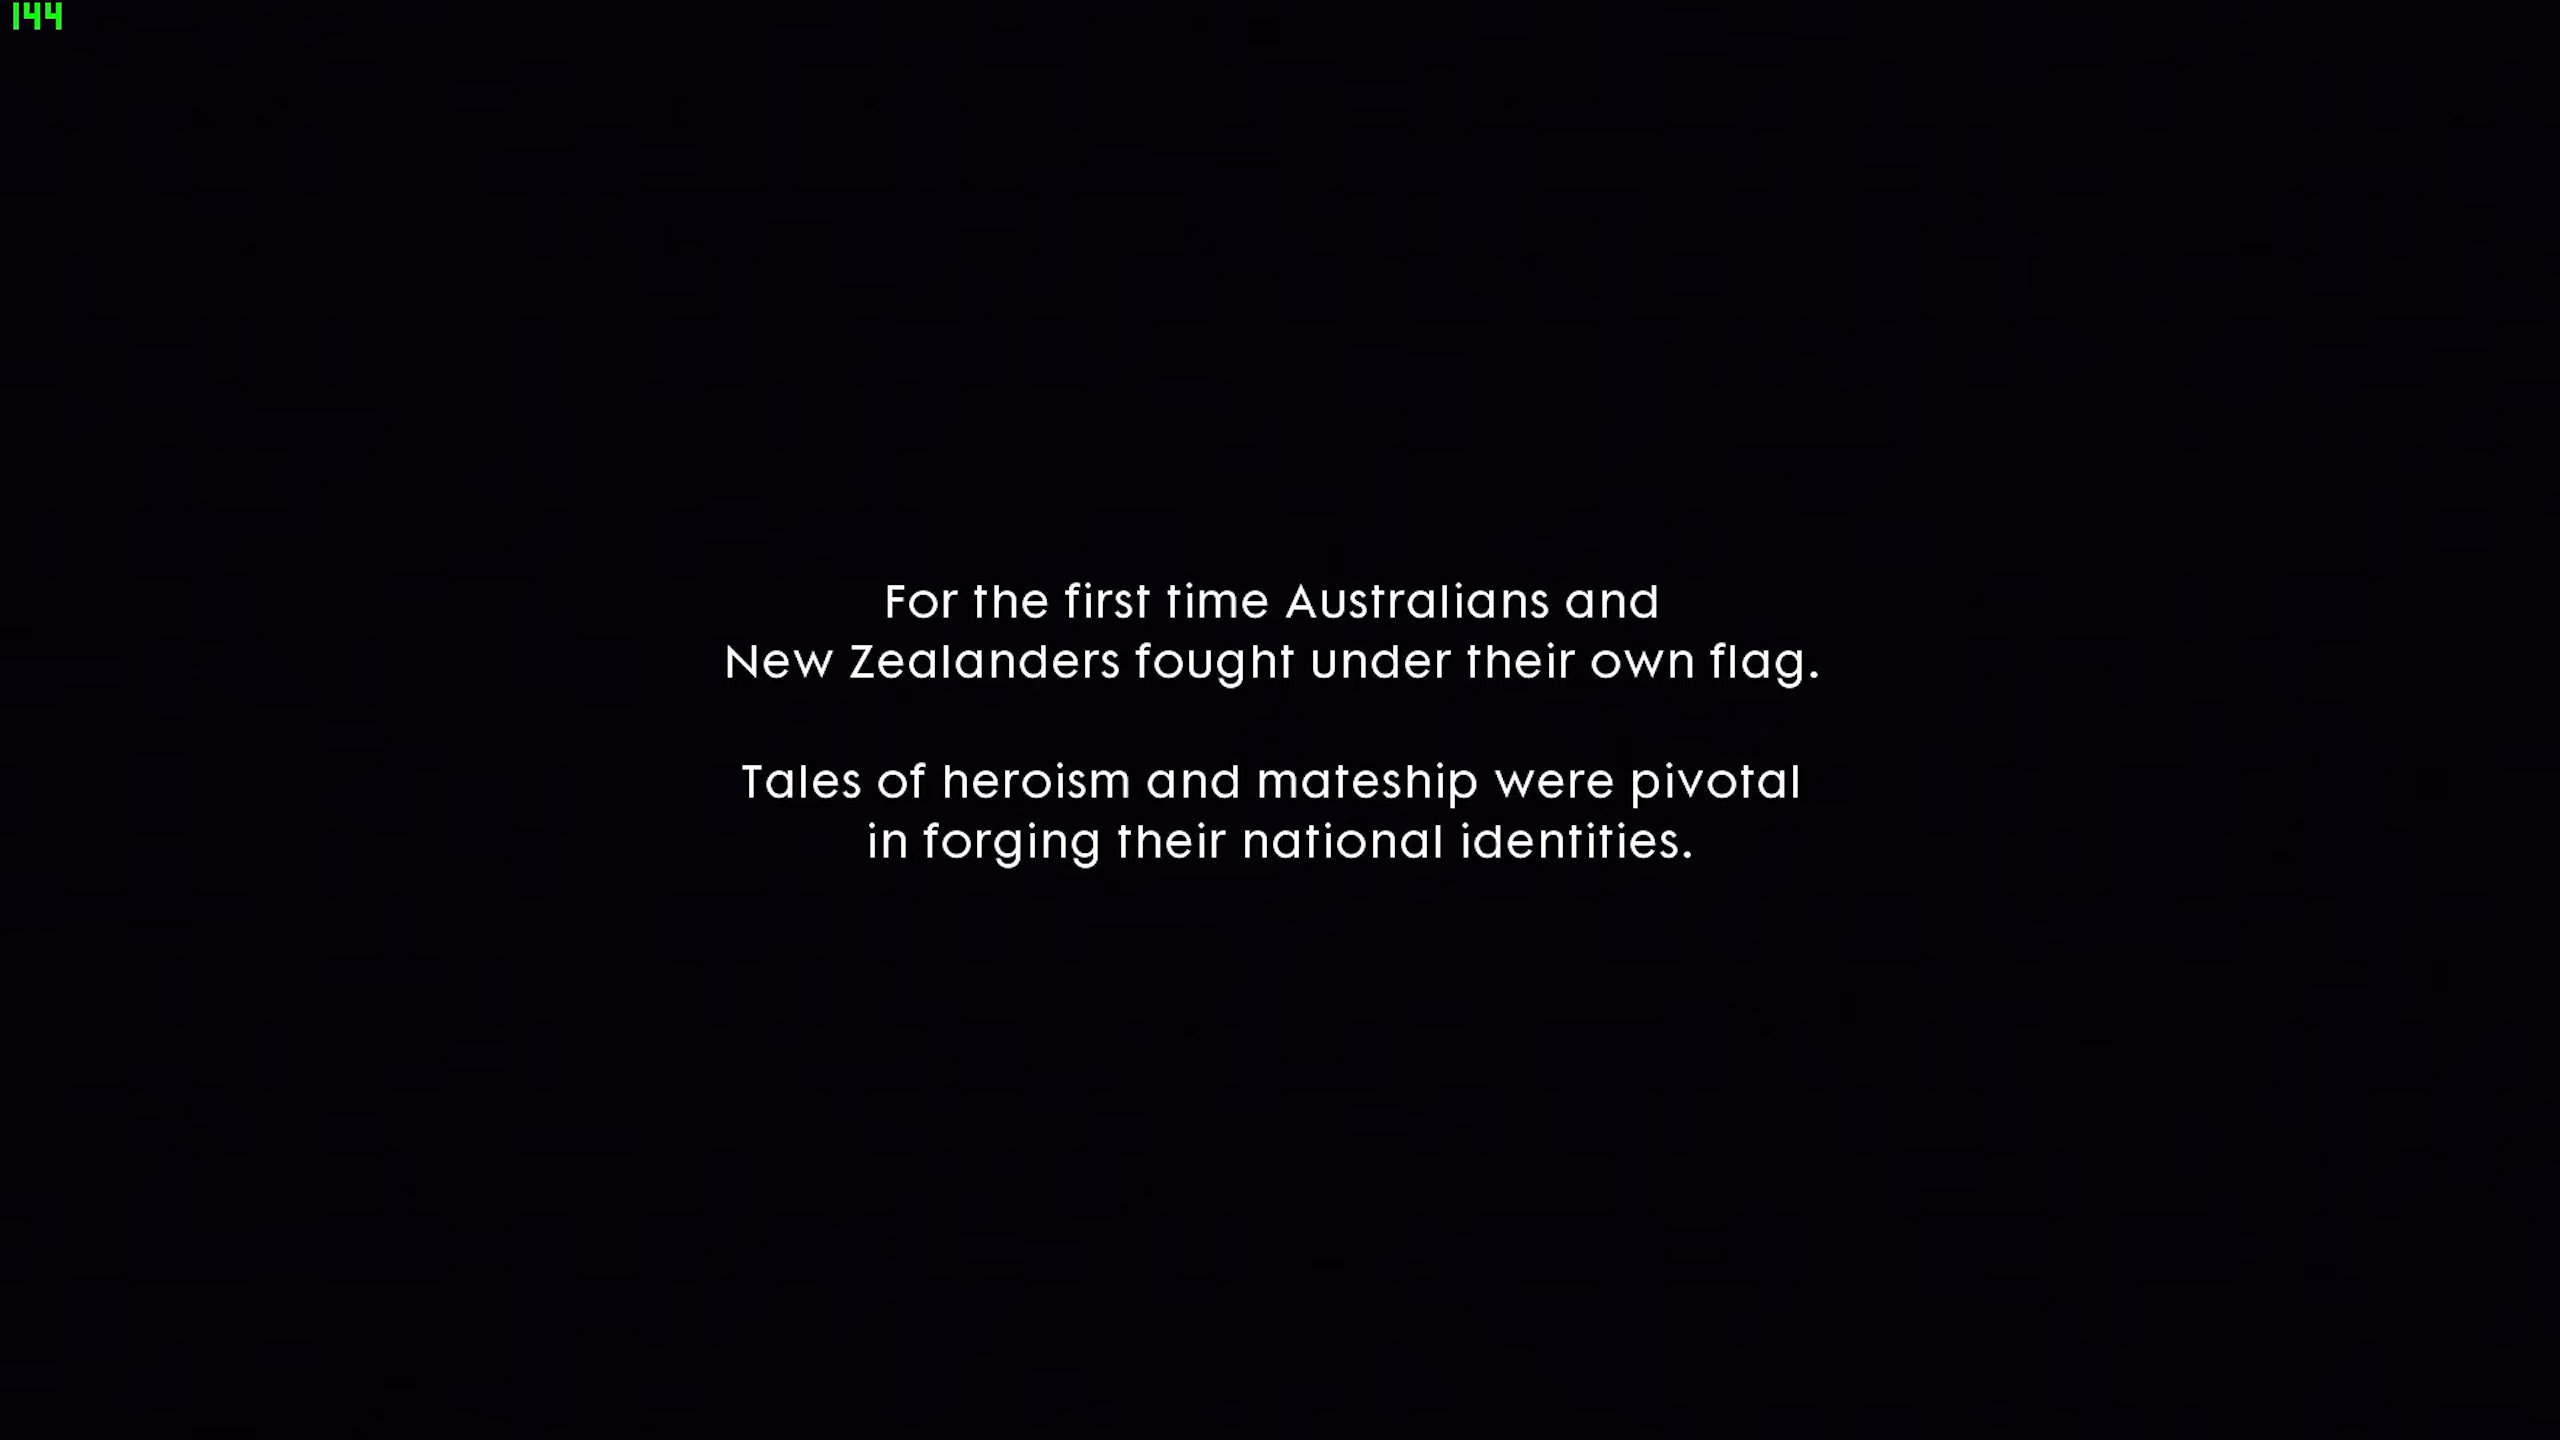 144
For the first time Australians and
New Zealanders fought under their own flag.
Tales of heroism and mateship were pivotal
in forging their national identities.